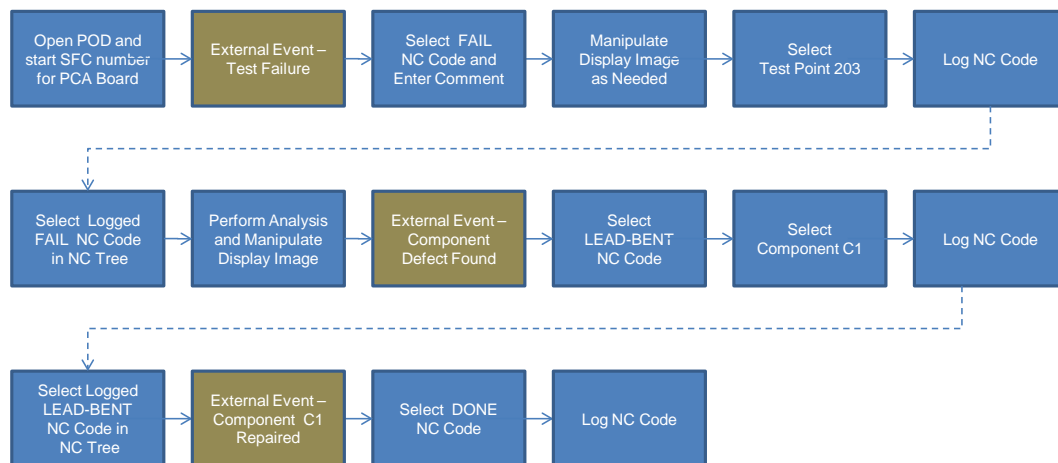 Open POD and
start SFC number
for PCA Board
External Event –
Test Failure
Select FAIL
NC Code and
Enter Comment
Manipulate
Display Image
as Needed
Select
Test Point 203
Log NC Code
Select Logged
FAIL NC Code
in NC Tree
Perform Analysis
and Manipulate
Display Image
External Event –
Component
Defect Found
Select
LEAD-BENT
NC Code
Select
Component C1
Log NC Code
Select Logged
LEAD-BENT
NC Code in
NC Tree
External Event –
Component C1
Repaired
Select DONE
NC Code
Log NC Code